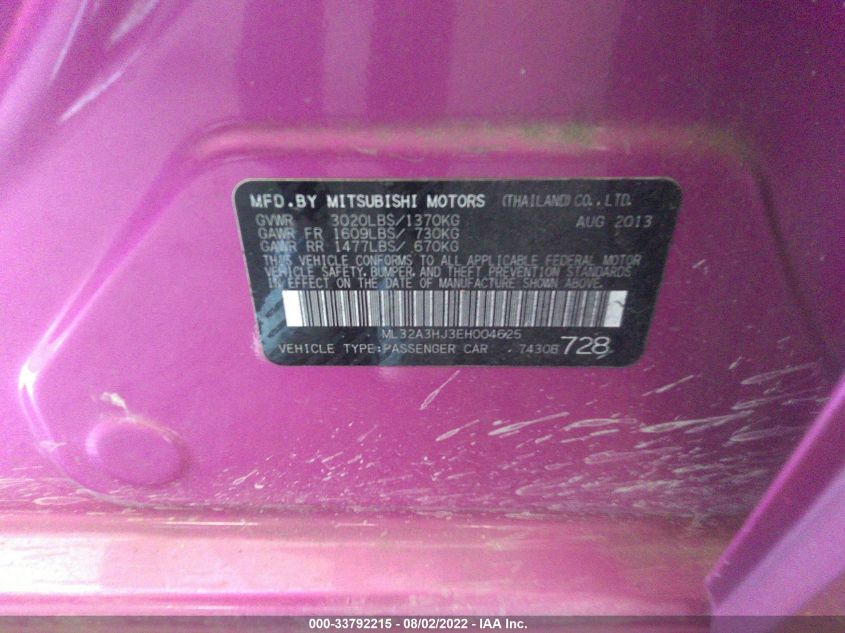 MFD.BY MITSUBISHI MOTORS (THAILAND)CO.,LTD.
GVWR 3020LBS/1370KG AUG 2013
GAWR FR 1609LBS/ 730KG
GAWR RR 1477LBS/ 670KG
THIS VEHICLE CONFORMS TO ALL APPLICABLE FEDERAL MOTOR
VEHICLE SAFETY, BUMPER, AND THEFT PREVENTION STANDARDS
IN EFFECT ON THE DATE OF MANUFACTURE SHOWN ABOVE.
ML32A3HJ3EH004625
VEHICLE TYPE:PASSENGER CAR 7430B 728
000-33792215 - 08/02/2022 - IAA Inc.